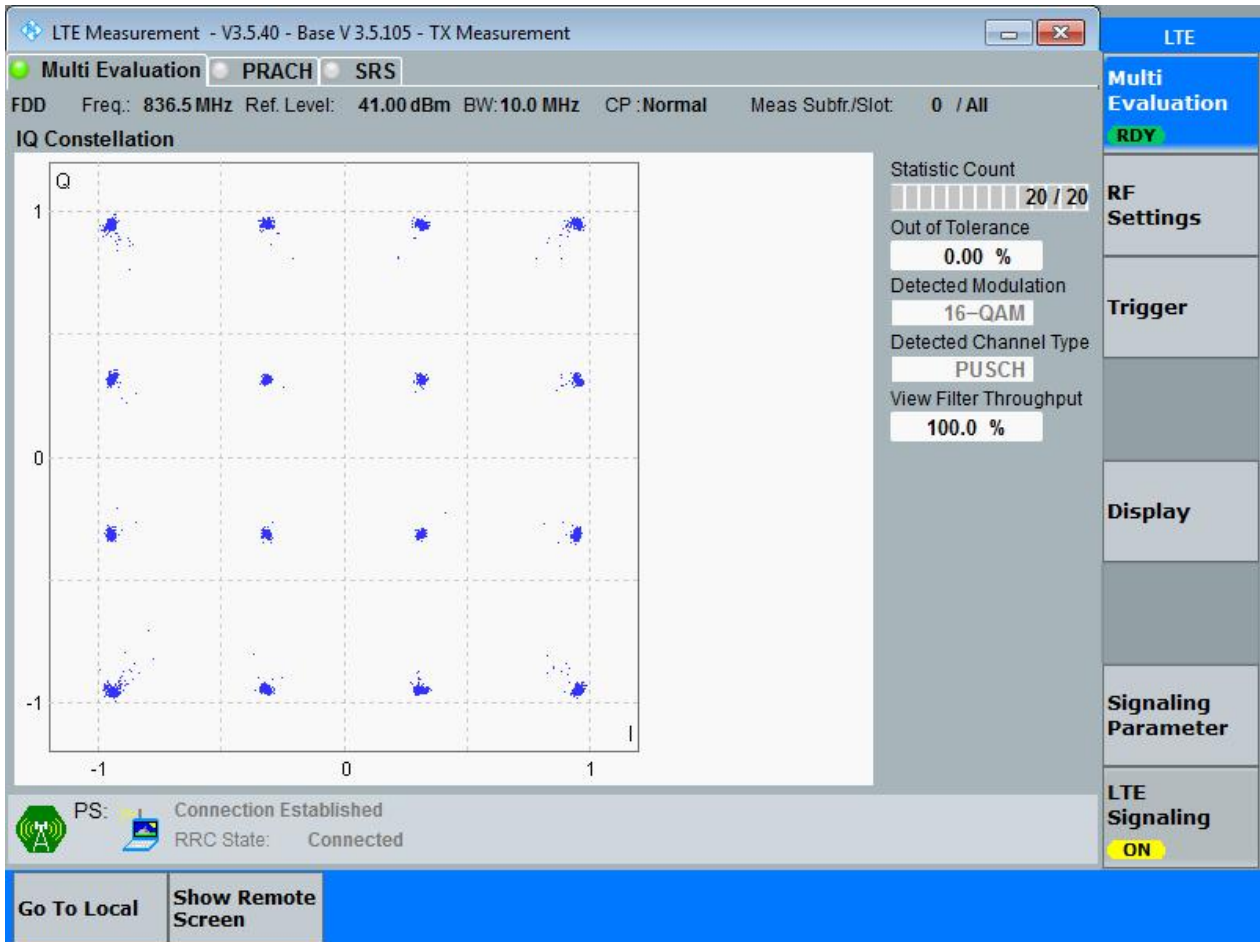 LTE Measurement - V3.5.40 - Base V 3.5.105 - TX Measurement
LTE
Multi Evaluation PRACH SRS
FDD Freq.: 836.5 MHz Ref. Level: 41.00 dBm BW: 10.0 MHz CP : Normal Meas Subfr./Slot: 0 / All
IQ Constellation
Q
1
0
-1
-1 0 1
I
Statistic Count
20 / 20
Out of Tolerance
0.00 %
Detected Modulation
16-QAM
Detected Channel Type
PUSCH
View Filter Throughput
100.0 %
Multi
Evaluation
RDY
RF
Settings
Trigger
Display
Signaling
Parameter
LTE
Signaling
ON
PS: Connection Established
RRC State: Connected
Go To Local
Show Remote
Screen